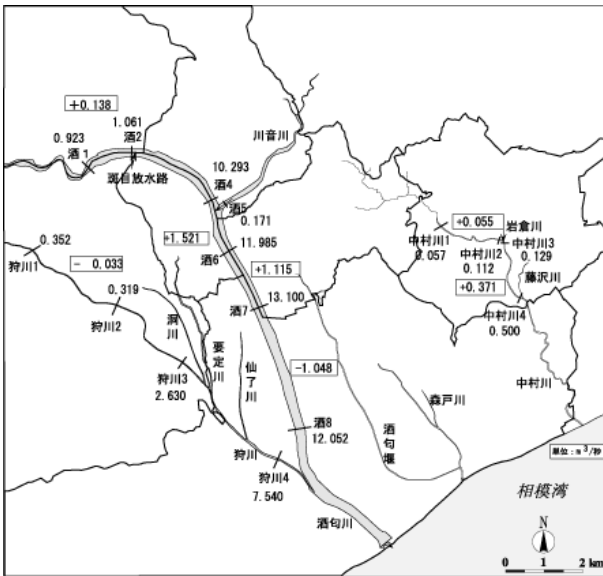 +0.138
1.061
酒2
0.923
酒1
斑目放水路
川音川
10.293
酒4
酒5
0.171
+1.521
11.985
酒6
+0.055
岩倉川
中村川1
0.057
中村川2
0.112
中村川3
0.129
藤沢川
+0.371
中村川4
0.500
中村川
0.352
狩川1
- 0.033
0.319
狩川2
+1.115
13.100
酒7
洞川
要定川
仙了川
狩川3
2.630
-1.048
森戸川
酒匂堰
酒8
12.052
狩川
狩川4
7.540
酒匂川
単位:m3/秒
相模湾
N
0 1 2 km